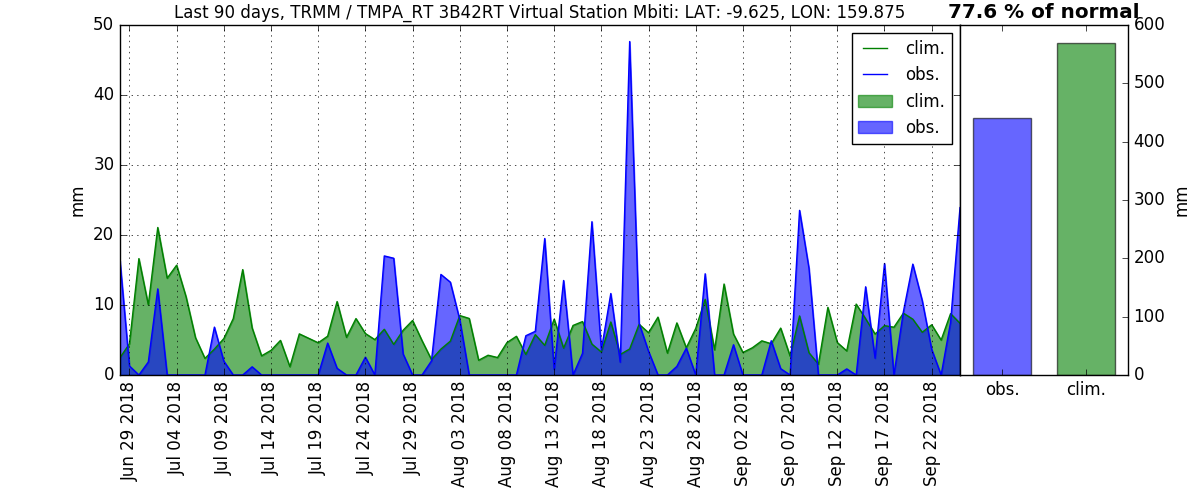 Last 90 days, TRMM / TMPA_RT 3B42RT Virtual Station Mbiti: LAT: -9.625, LON: 159.875
77.6 % of normal
mm
50
40
30
20
10
0
clim.
obs.
clim.
obs.
600
500
400
300
200
100
0
mm
obs.
clim.
Jun 29 2018
Jul 04 2018
Jul 09 2018
Jul 14 2018
Jul 19 2018
Jul 24 2018
Jul 29 2018
Aug 03 2018
Aug 08 2018
Aug 13 2018
Aug 18 2018
Aug 23 2018
Aug 28 2018
Sep 02 2018
Sep 07 2018
Sep 12 2018
Sep 17 2018
Sep 22 2018